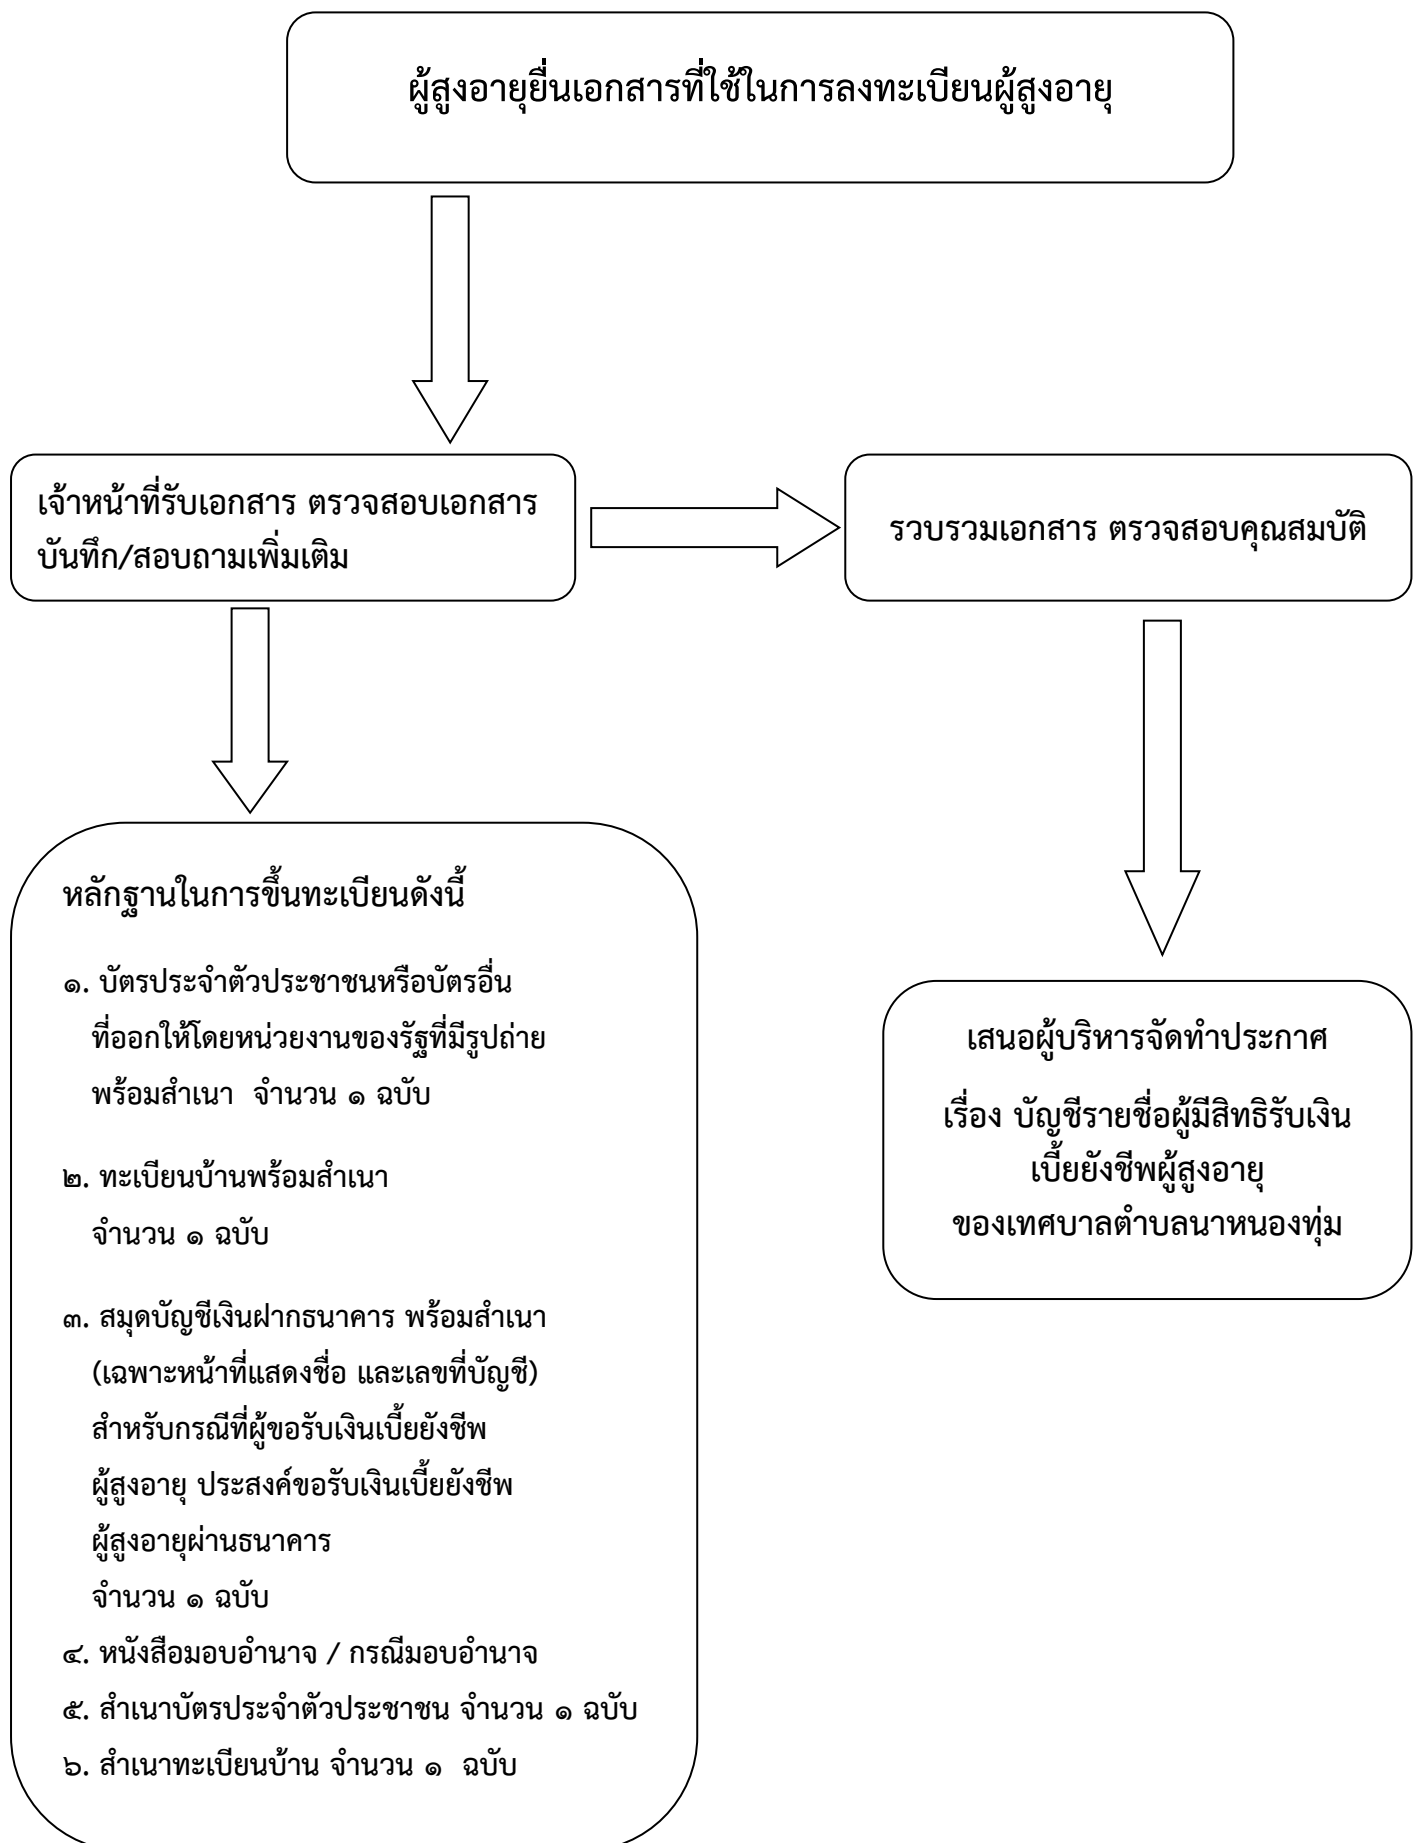 ผู้สูงอายุยื่นเอกสารที่ใช้ในการลงทะเบียนผู้สูงอายุ
เจ้าหน้าที่รับเอกสาร ตรวจสอบเอกสาร
บันทึก/สอบถามเพิ่มเติม
รวบรวมเอกสาร ตรวจสอบคุณสมบัติ
หลักฐานในการขึ้นทะเบียนดังนี้
๑. บัตรประจำตัวประชาชนหรือบัตรอื่น
ที่ออกให้โดยหน่วยงานของรัฐที่มีรูปถ่าย
พร้อมสำเนา จำนวน ๑ ฉบับ
๒. ทะเบียนบ้านพร้อมสำเนา
จำนวน ๑ ฉบับ
๓. สมุดบัญชีเงินฝากธนาคาร พร้อมสำเนา
(เฉพาะหน้าที่แสดงชื่อ และเลขที่บัญชี)
สำหรับกรณีที่ผู้ขอรับเงินเบี้ยยังชีพ
ผู้สูงอายุ ประสงค์ขอรับเงินเบี้ยยังชีพ
ผู้สูงอายุผ่านธนาคาร
จำนวน ๑ ฉบับ
๔. หนังสือมอบอำนาจ / กรณีมอบอำนาจ
๕. สำเนาบัตรประจำตัวประชาชน จำนวน ๑ ฉบับ
๖. สำเนาทะเบียนบ้าน จำนวน ๑ ฉบับ
เสนอผู้บริหารจัดทำประกาศ
เรื่อง บัญชีรายชื่อผู้มีสิทธิรับเงิน
เบี้ยยังชีพผู้สูงอายุ
ของเทศบาลตำบลนาหนองทุ่ม